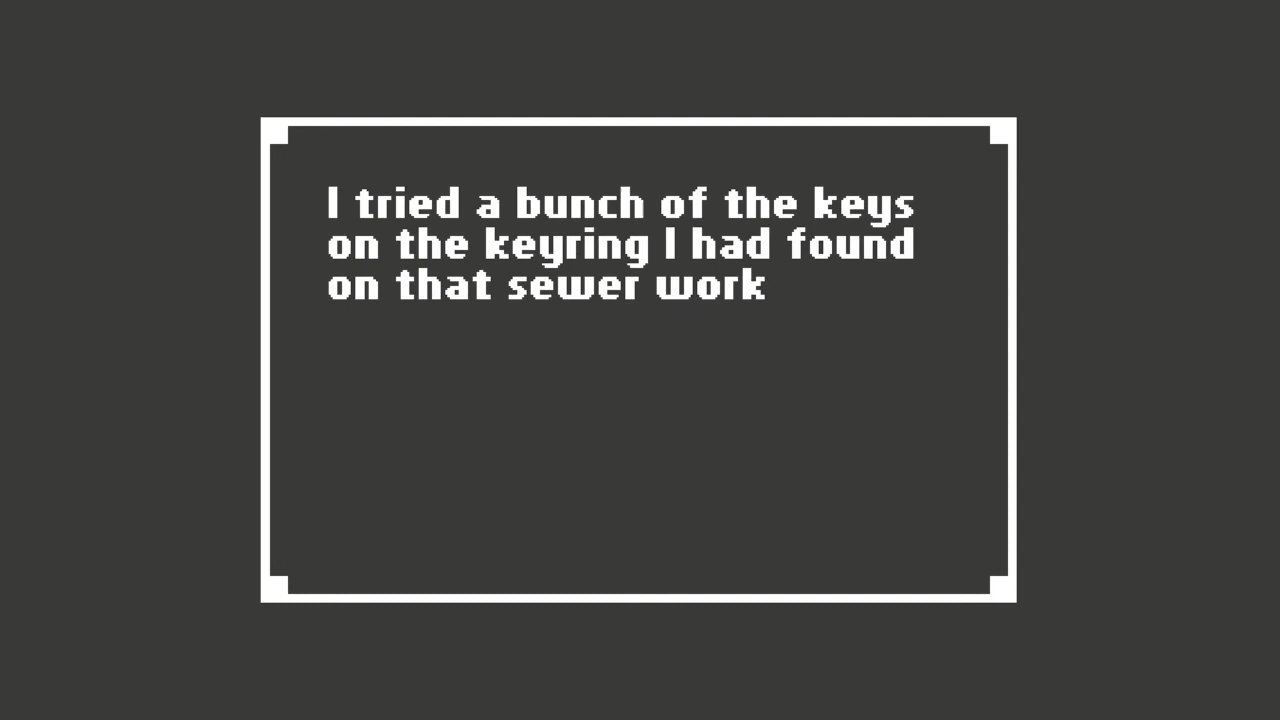 I tried a bunch of the keys
on the keyring I had found
on that sewer work